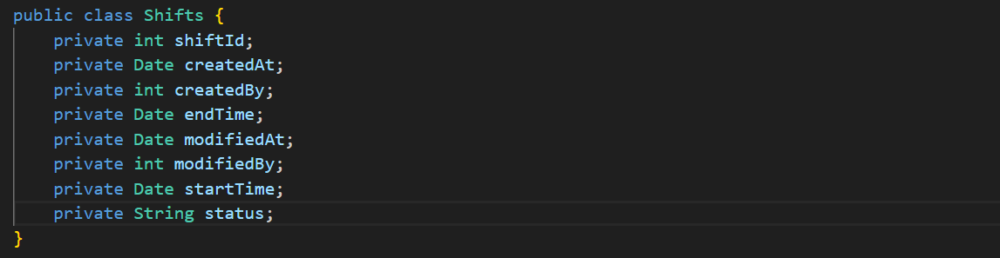 public class Shifts {
    private int shiftId;
    private Date createdAt;
    private int createdBy;
    private Date endTime;
    private Date modifiedAt;
    private int modifiedBy;
    private Date startTime;
    private String status;
}